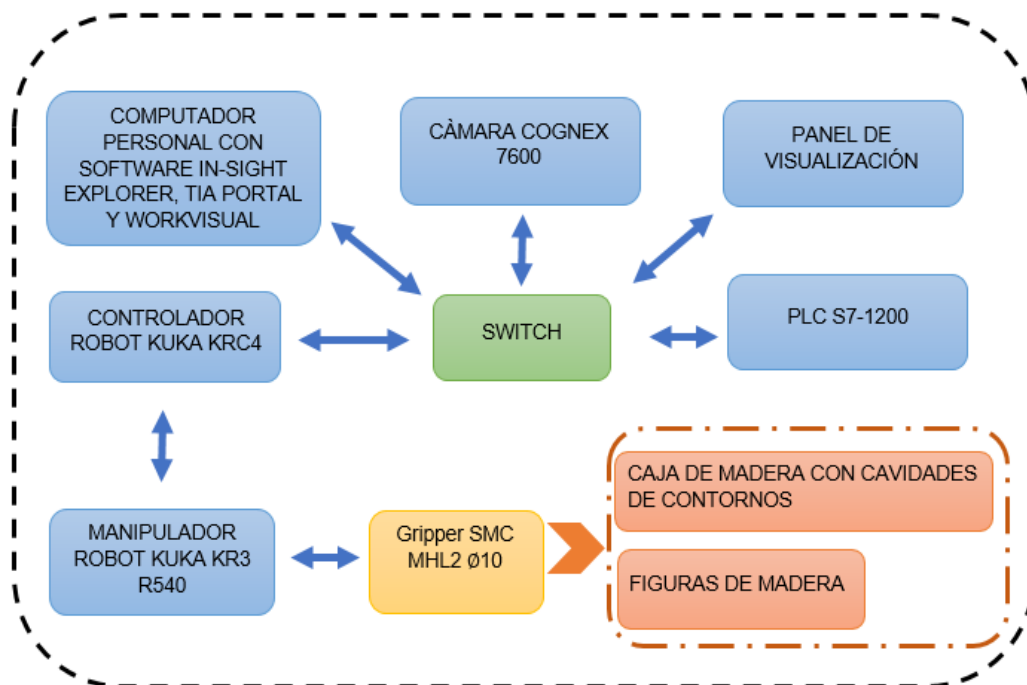 COMPUTADOR
PERSONAL CON
SOFTWARE IN-SIGHT
EXPLORER, TIA PORTAL
Y WORKVISUAL
CÀMARA COGNEX
7600
PANEL DE
VISUALIZACIÓN
CONTROLADOR
ROBOT KUKA KRC4
SWITCH
PLC S7-1200
MANIPULADOR
ROBOT KUKA KR3
R540
Gripper SMC
MHL2 Ø10
CAJA DE MADERA CON CAVIDADES
DE CONTORNOS
FIGURAS DE MADERA